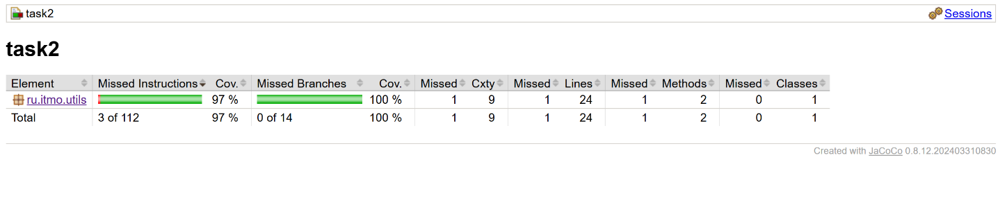 task2 Sessions
task2
Element Missed Instructions Cov. Missed Branches Cov. Missed Cxty Missed Lines Missed Methods Missed Classes
ru.itmo.utils 97 % 100 % 1 9 1 24 1 2 0 1
Total 3 of 112 97 % 0 of 14 100 % 1 9 1 24 1 2 0 1
Created with JaCoCo 0.8.12.202403310830